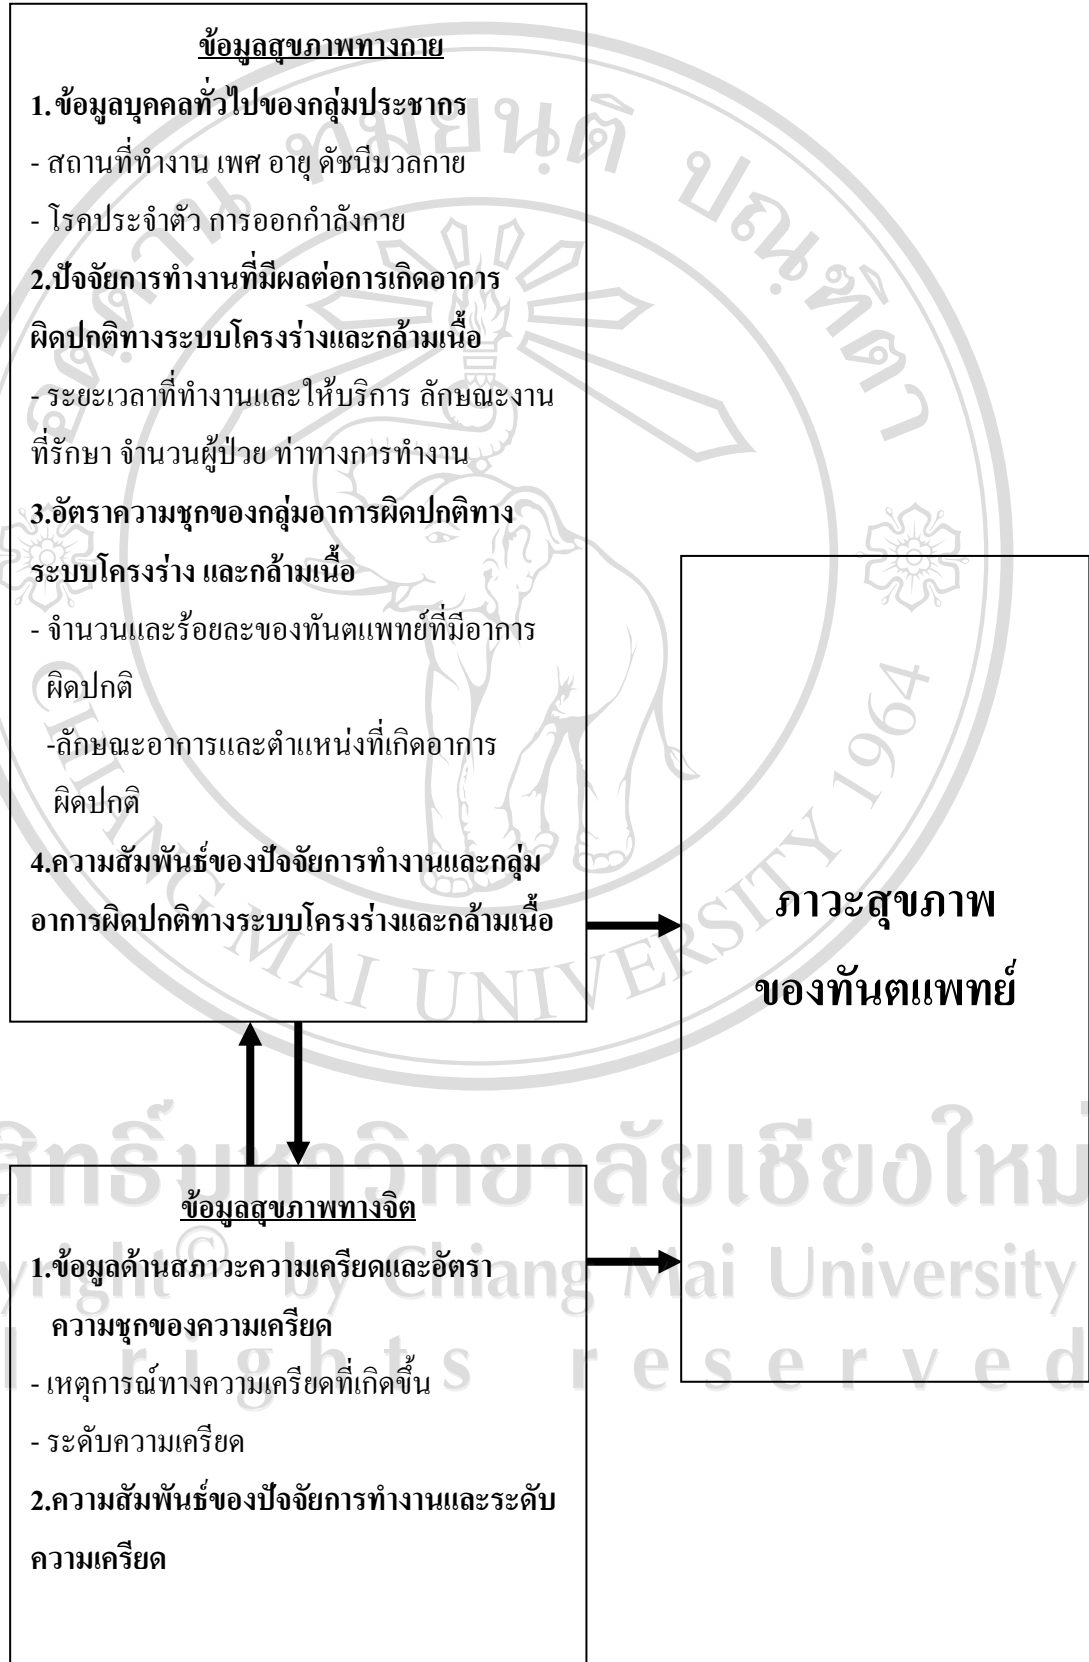 ข้อมูลสุขภาพทางกาย
1. ข้อมูลบุคคลทั่วไปของกลุ่มประชากร
- สถานที่ทำงาน เพศ อายุ ดัชนีมวลกาย
- โรคประจำตัว การออกกำลังกาย
2.ปัจจัยการทำงานที่มีผลต่อการเกิดอาการ
ผิดปกติทางระบบโครงร่างและกล้ามเนื้อ
- ระยะเวลาที่ทำงานและให้บริการ ลักษณะงาน
ที่รักษา จำนวนผู้ป่วย ท่าทางการทำงาน
3.อัตราความชุกของกลุ่มอาการผิดปกติทาง
ระบบโครงร่าง และกล้ามเนื้อ
- จำนวนและร้อยละของทันตแพทย์ที่มีอาการ
ผิดปกติ
-ลักษณะอาการและตำแหน่งที่เกิดอาการ
ผิดปกติ
4.ความสัมพันธ์ของปัจจัยการทำงานและกลุ่ม
อาการผิดปกติทางระบบโครงร่างและกล้ามเนื้อ
ภาวะสุขภาพ
ของทันตแพทย์
ข้อมูลสุขภาพทางจิต
1.ข้อมูลด้านสภาวะความเครียดและอัตรา
ความชุกของความเครียด
- เหตุการณ์ทางความเครียดที่เกิดขึ้น
- ระดับความเครียด
2.ความสัมพันธ์ของปัจจัยการทำงานและระดับ
ความเครียด
อตฺตานํ ทมยนฺติ ปณฺฑิตา
CHIANG MAI UNIVERSITY 1964
สิทธิ์มหาวิทยาลัยเชียงใหม่
yright © by Chiang Mai University
l rights reserved